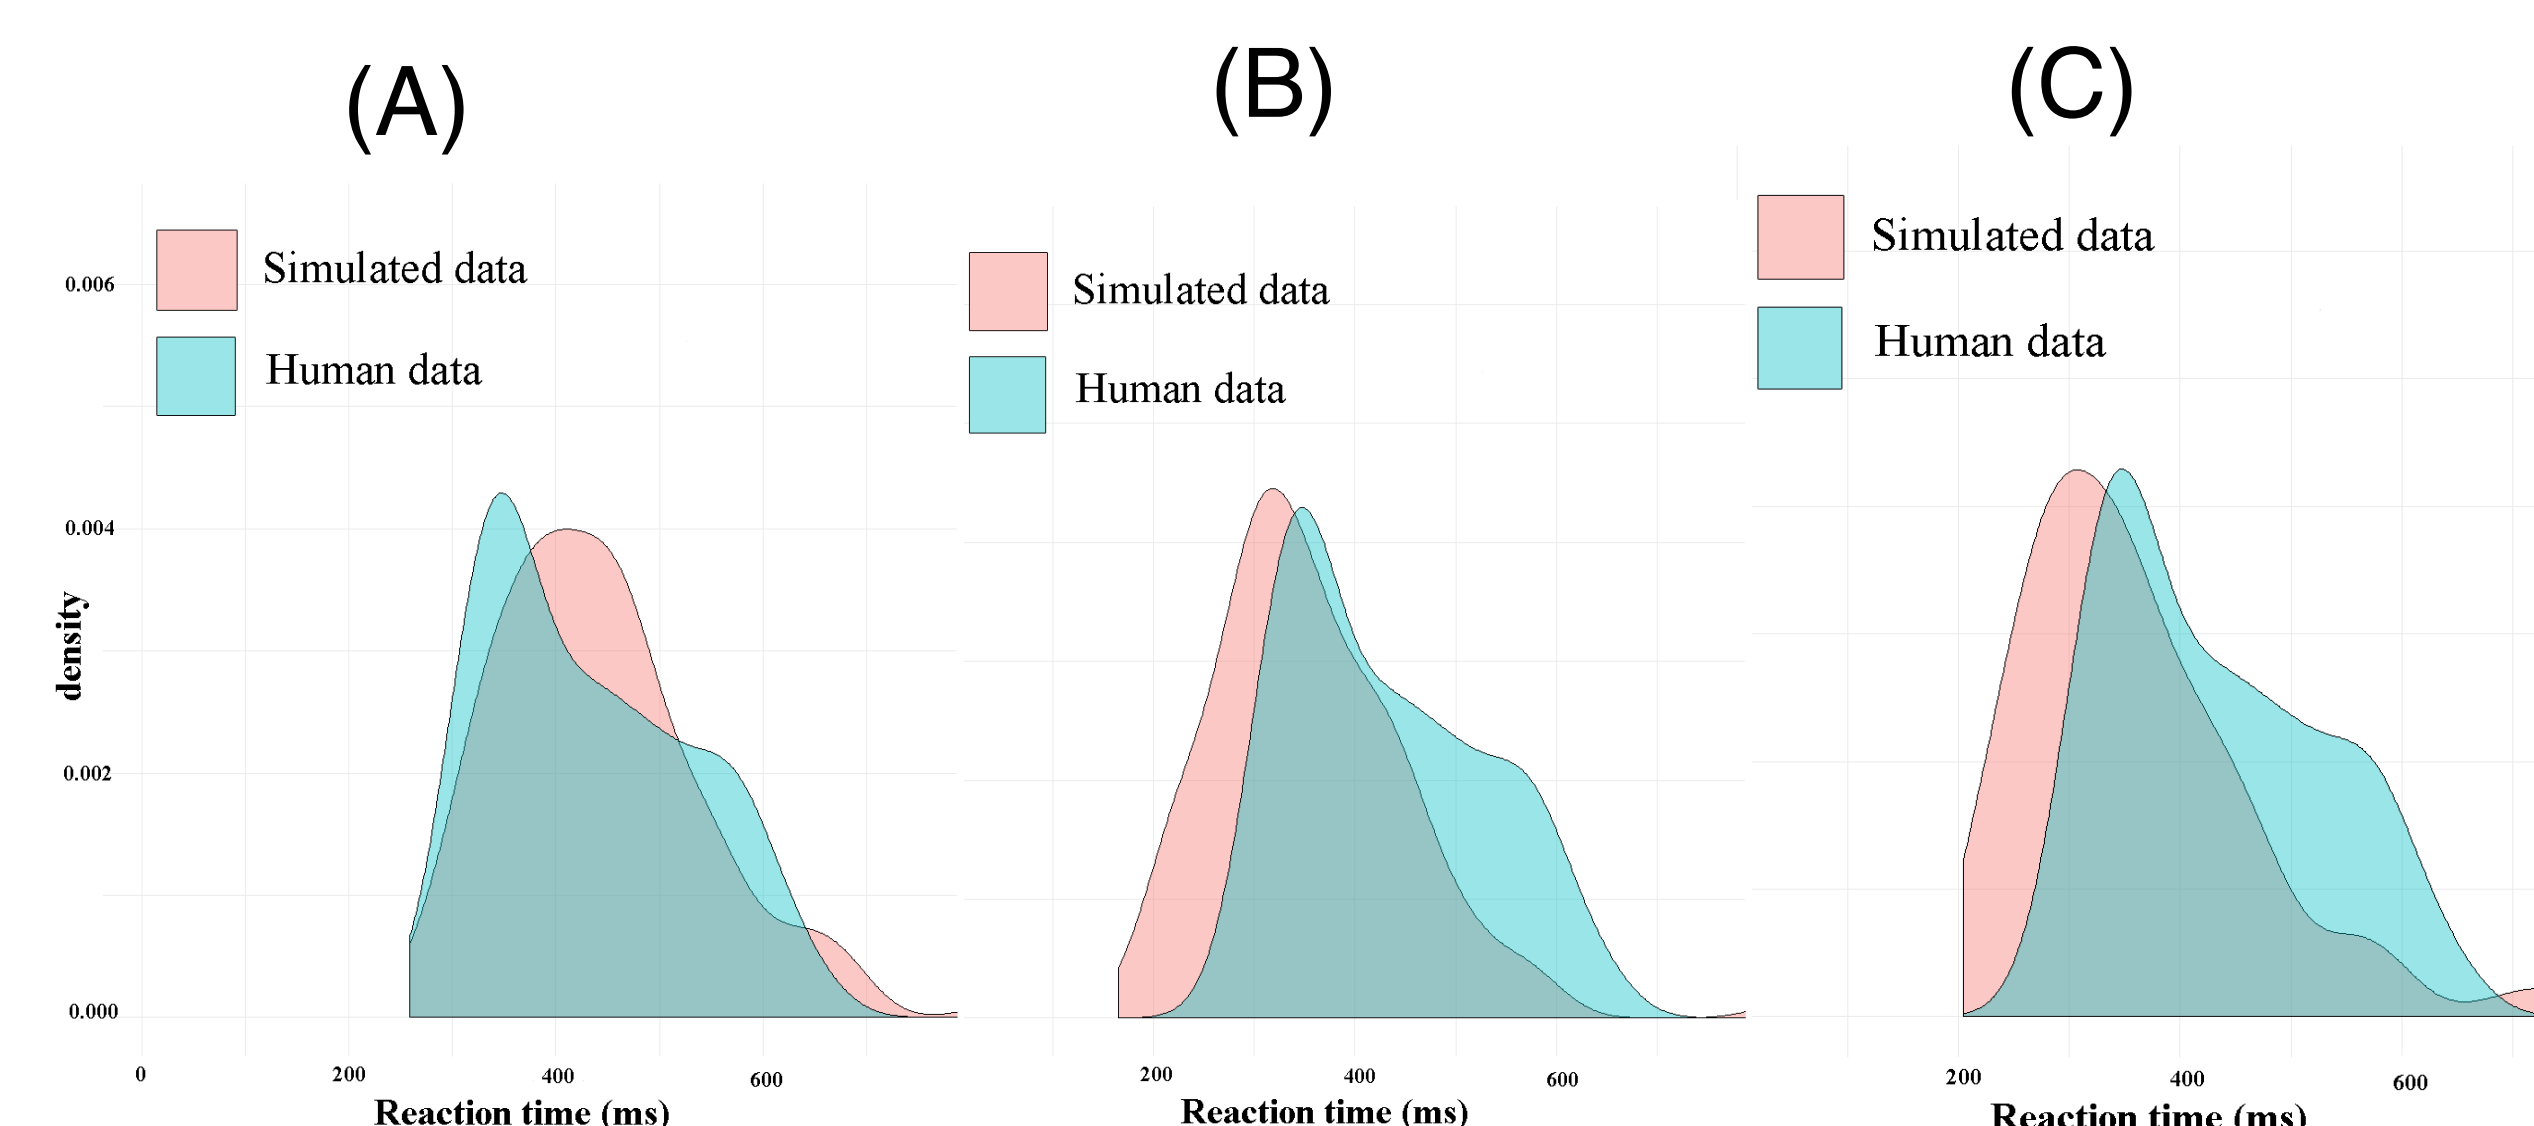 (A)
Simulated data
Human data
0.006
0.004
0.002
0.000
density
0
200
400
600
Reaction time (ms)
(B)
Simulated data
Human data
200
400
600
Reaction time (ms)
(C)
Simulated data
Human data
200
400
600
Reaction time (ms)